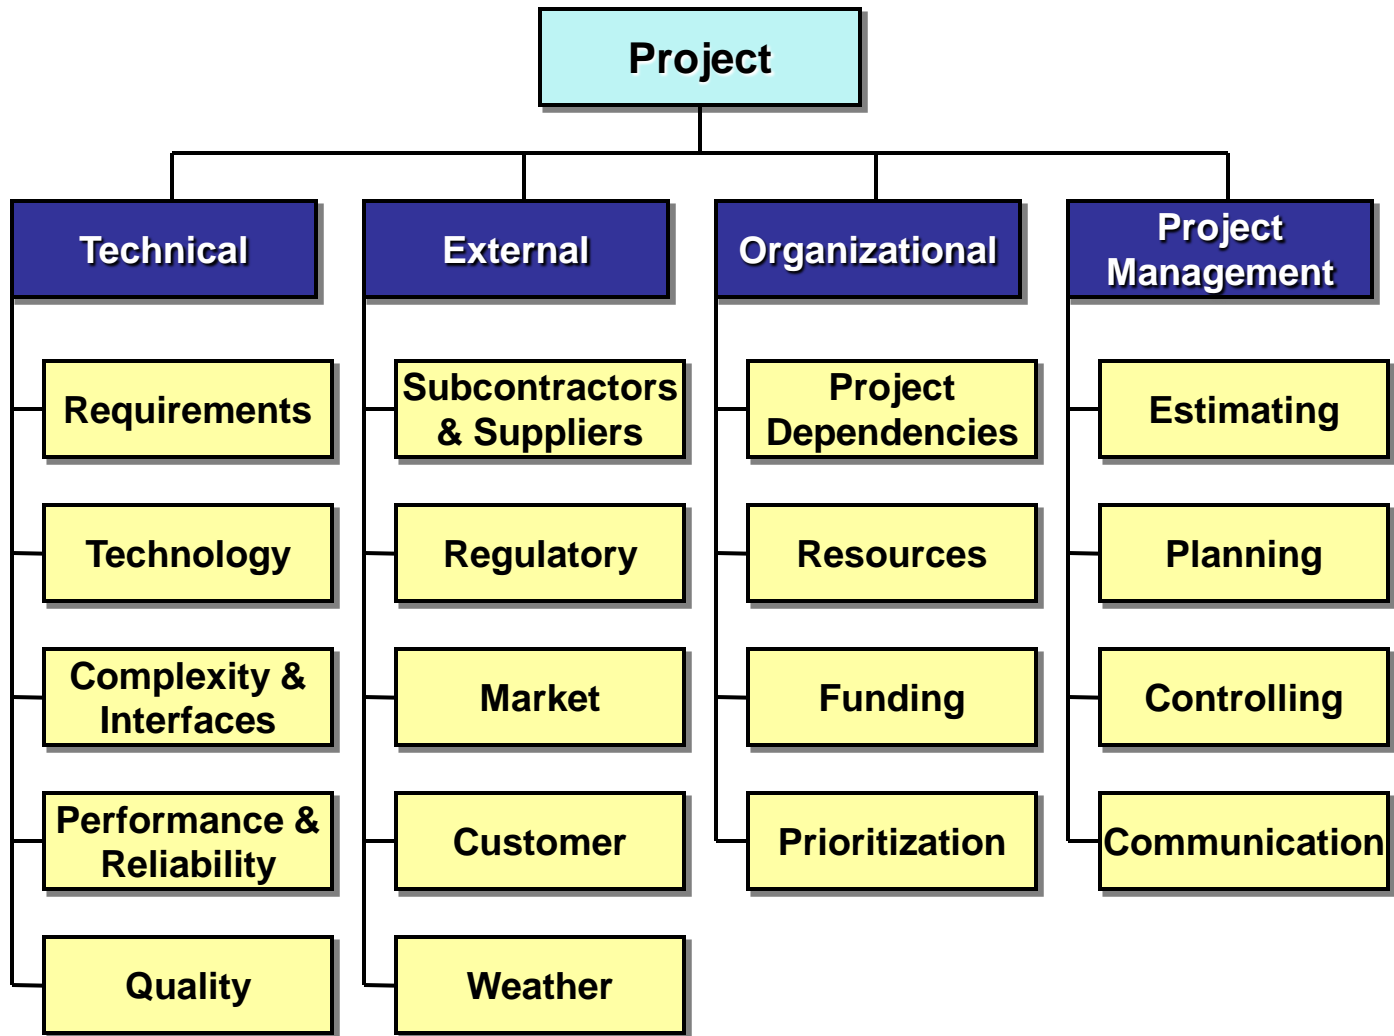 Project
Technical
External
Organizational
Project
Management
Requirements
Subcontractors
& Suppliers
Project
Dependencies
Estimating
Technology
Regulatory
Resources
Planning
Complexity &
Interfaces
Market
Funding
Controlling
Performance &
Reliability
Customer
Prioritization
Communication
Quality
Weather